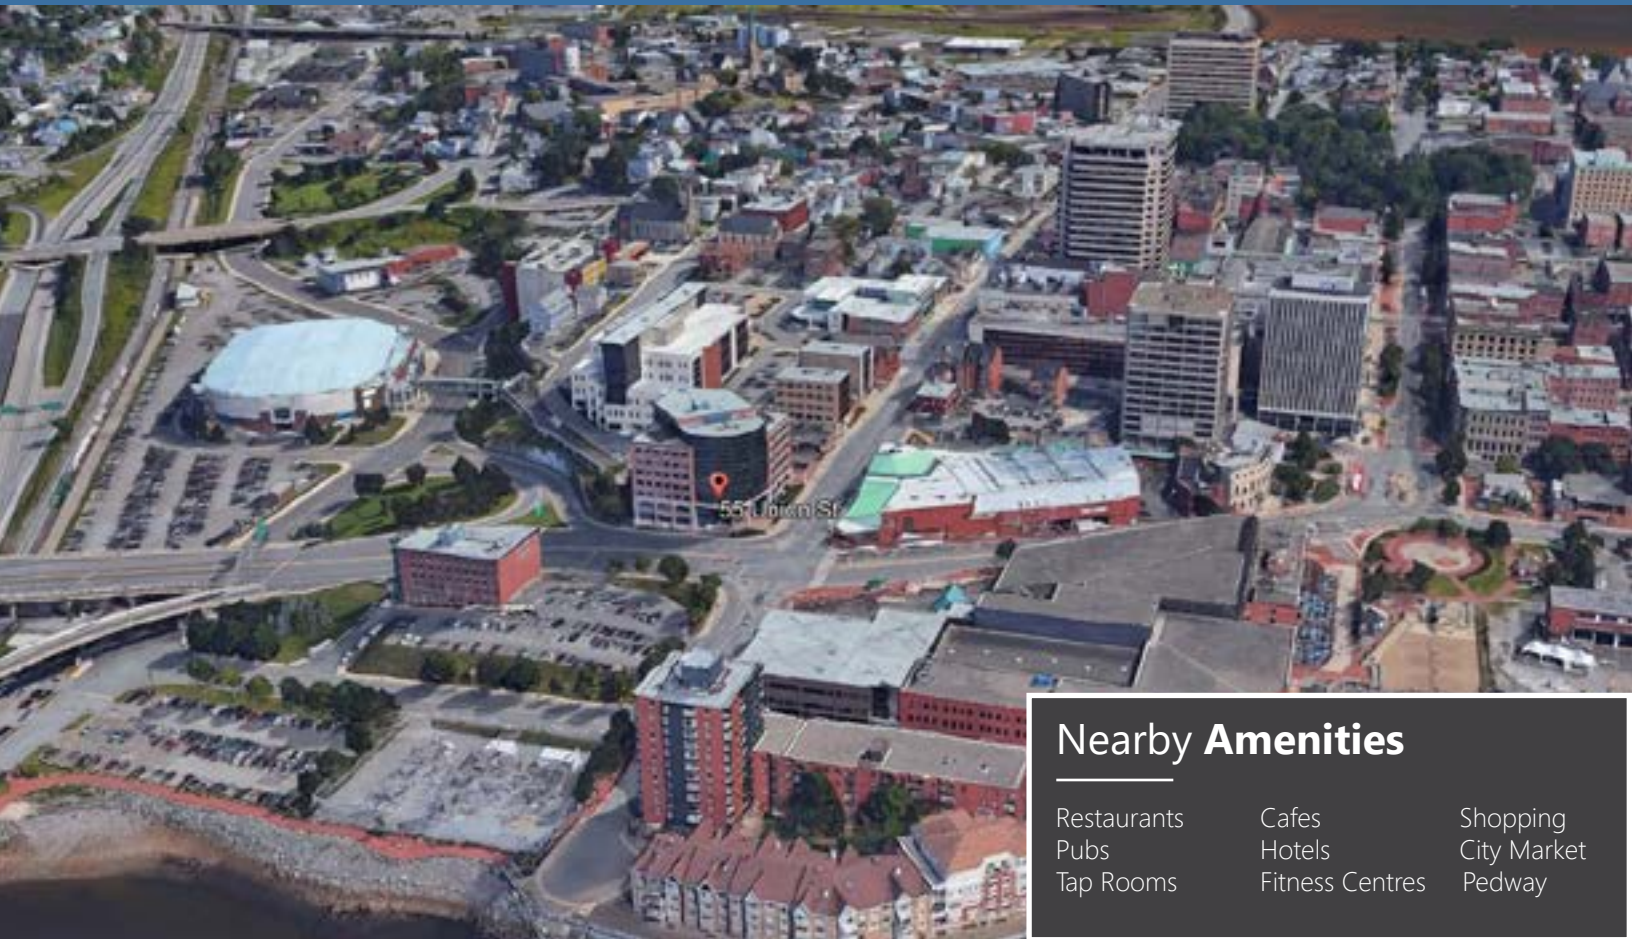 55 Union St
Nearby Amenities
Restaurants Cafes Shopping
Pubs Hotels City Market
Tap Rooms Fitness Centres Pedway